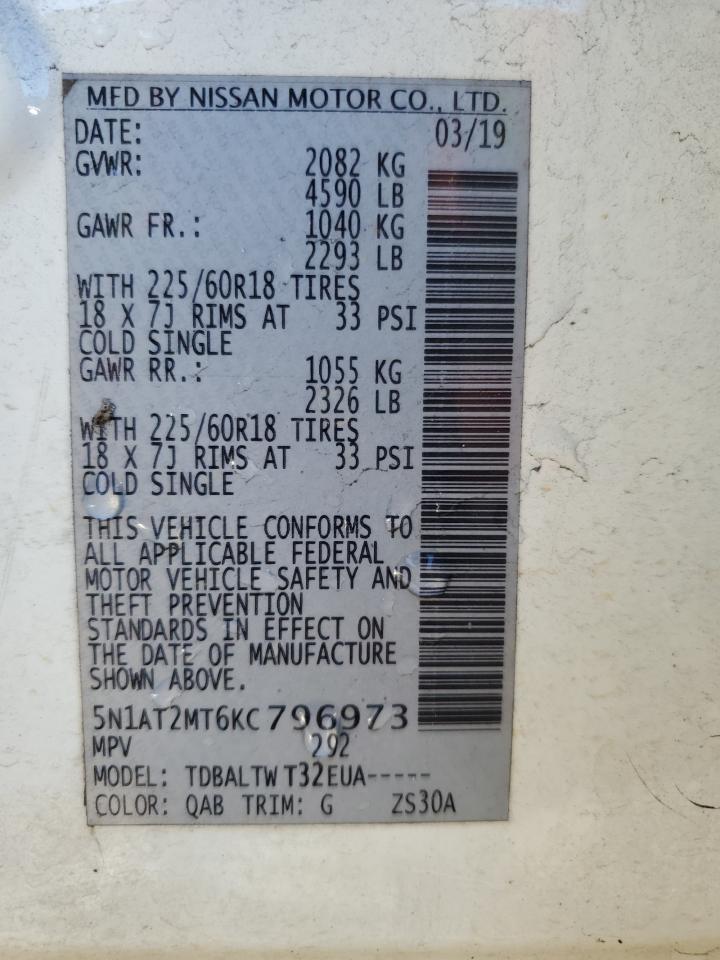 MFD BY NISSAN MOTOR CO., LTD.
DATE: 03/19
GVWR: 2082 KG
4590 LB
GAWR FR.: 1040 KG
2293 LB
WITH 225/60R18 TIRES
18 X 7J RIMS AT 33 PSI
COLD SINGLE
GAWR RR.: 1055 KG
2326 LB
WITH 225/60R18 TIRES
18 X 7J RIMS AT 33 PSI
COLD SINGLE
THIS VEHICLE CONFORMS TO
ALL APPLICABLE FEDERAL
MOTOR VEHICLE SAFETY AND
THEFT PREVENTION
STANDARDS IN EFFECT ON
THE DATE OF MANUFACTURE
SHOWN ABOVE.
5N1AT2MT6KC796973
MPV 292
MODEL: TDBALTW T32EUA-----
COLOR: QAB TRIM: G ZS30A